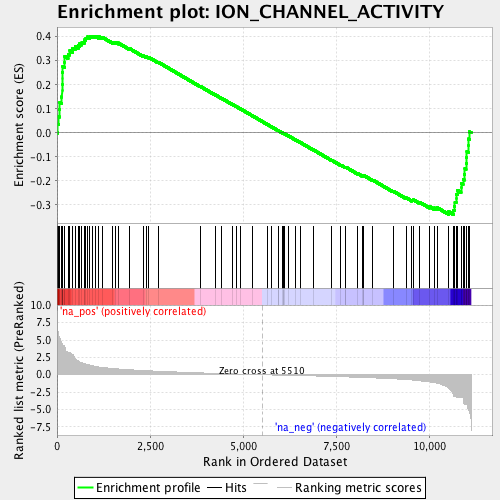 Enrichment plot: ION_CHANNEL_ACTIVITY
Enrichment score (ES)
0.4
0.3
0.2
0.1
0.0
-0.1
-0.2
-0.3
Ranked list metric (PreRanked)
10.0
7.5
5.0
2.5
0.0
-2.5
-5.0
-7.5
'na_pos' (positively correlated)
Zero cross at 5510
'na_neg' (negatively correlated)
0
2,500
5,000
7,500
10,000
Rank in Ordered Dataset
Enrichment profile
Hits
Ranking metric scores